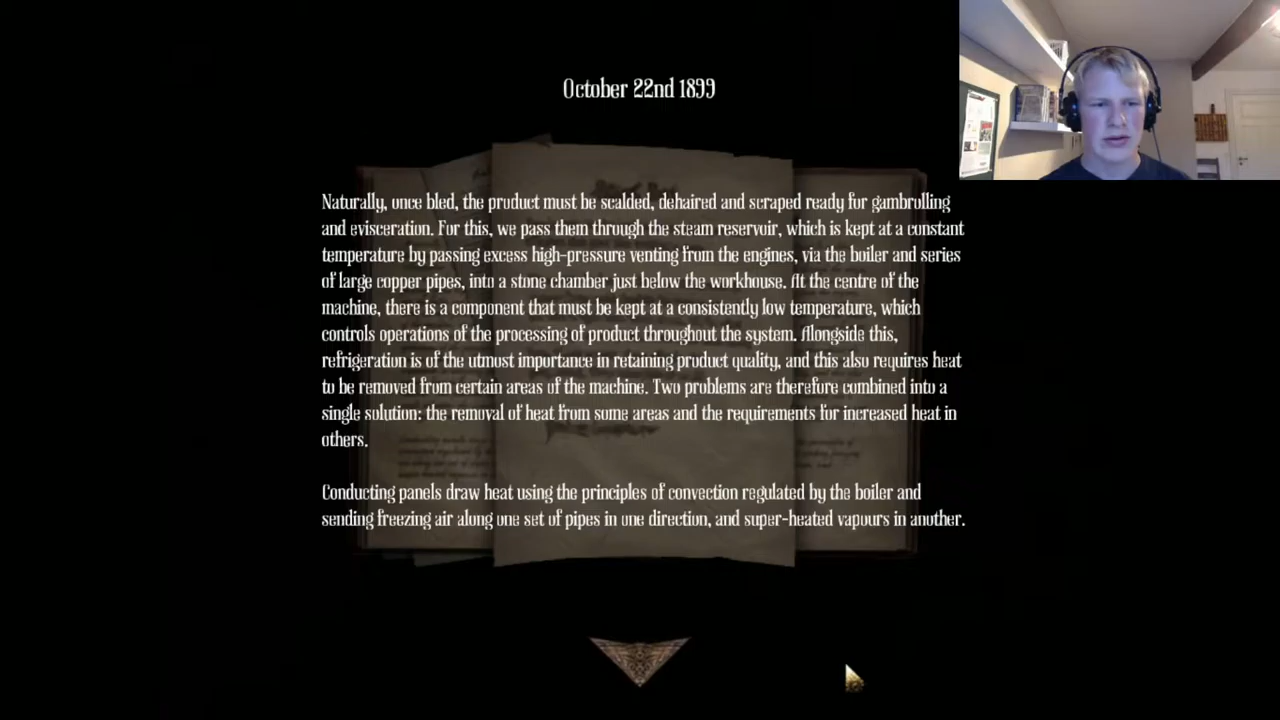 October 22nd 1899
Naturally, once bled, the product must be scalded, dehaired and scraped ready for gambrolling
and evisceration. For this, we pass them through the steam reservoir, which is kept at a constant
temperature by passing excess high-pressure venting from the engines, via the boiler and series
of large copper pipes, into a stone chamber just below the workhouse. At the centre of the
machine, there is a component that must be kept at a consistently low temperature, which
controls operations of the processing of product throughout the system. Alongside this,
refrigeration is of the utmost importance in retaining product quality, and this also requires heat
to be removed from certain areas of the machine. Two problems are therefore combined into a
single solution: the removal of heat from some areas and the requirements for increased heat in
others.
Conducting panels draw heat using the principles of convection regulated by the boiler and
sending freezing air along one set of pipes in one direction, and super-heated vapours in another.